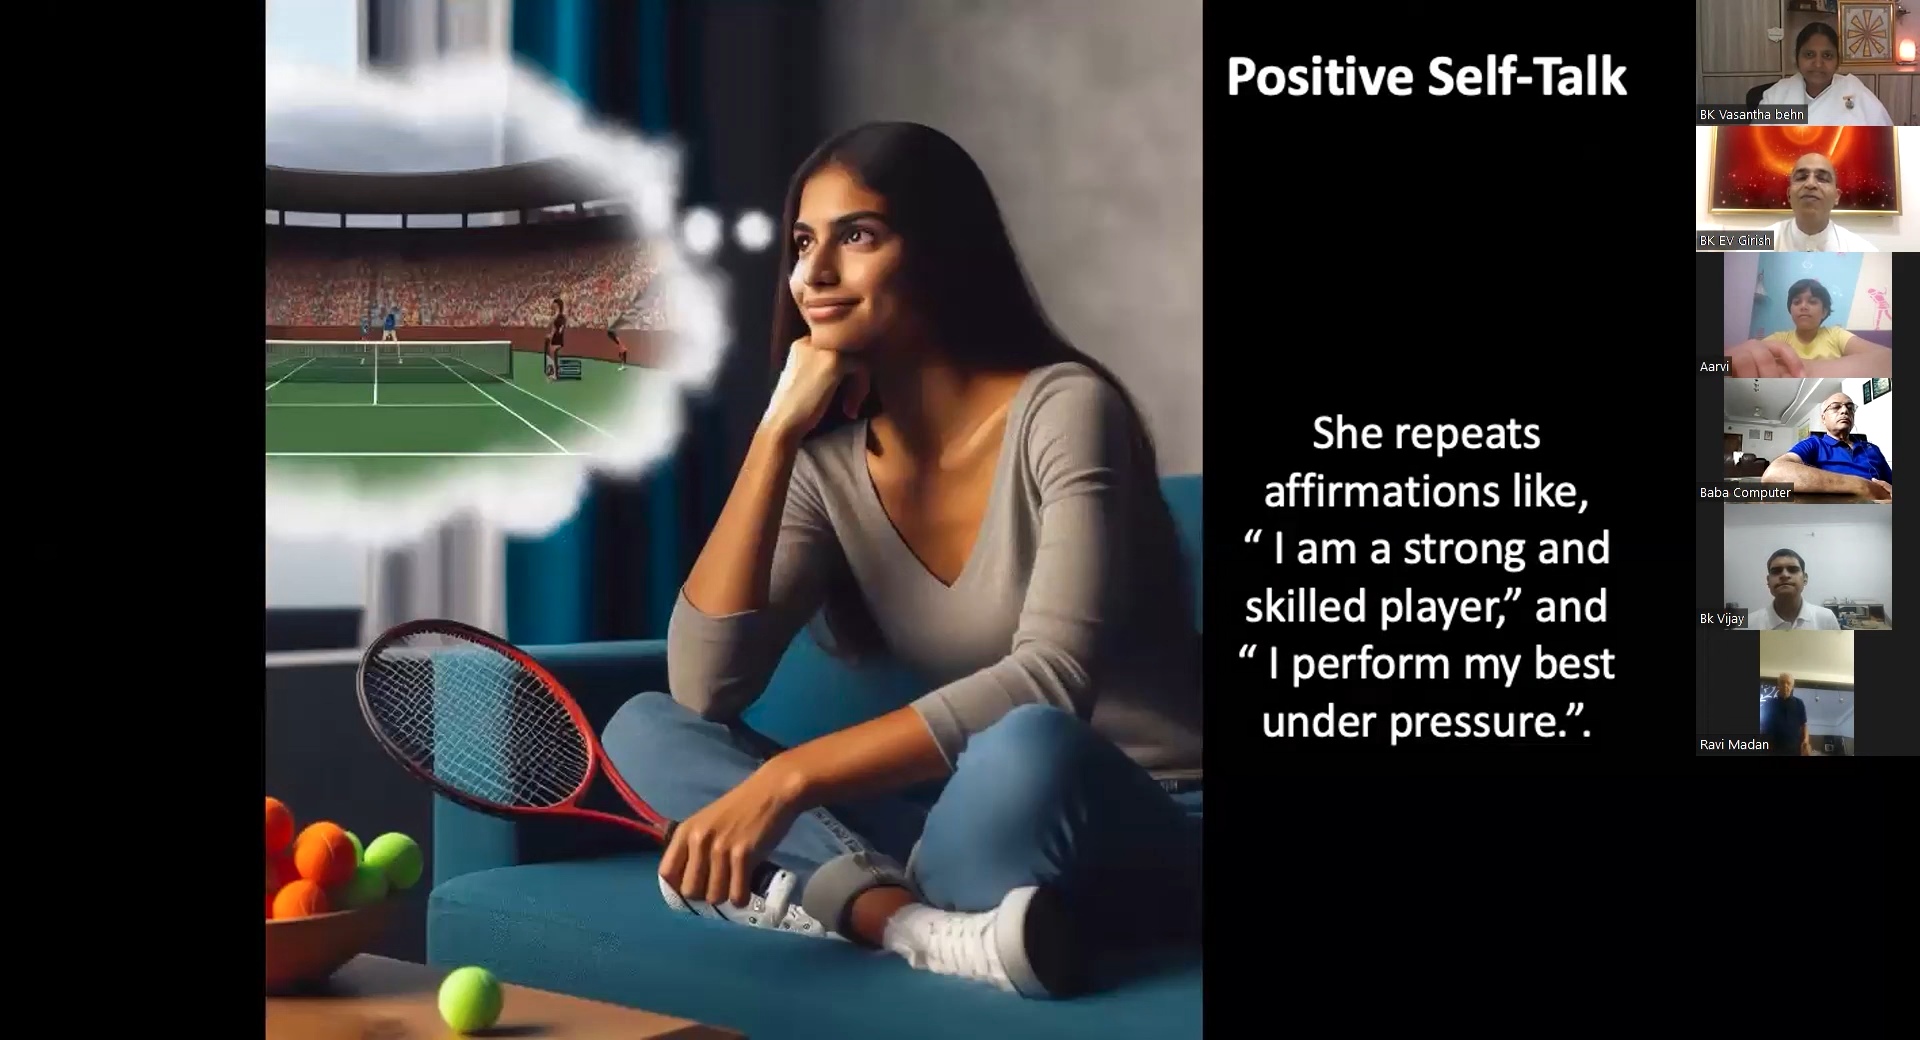 Positive Self-Talk
She repeats
affirmations like,
“ I am a strong and
skilled player,” and
“ I perform my best
under pressure.”.
BK Vasantha behn
BK EV Girish
Aarvi
Baba Computer
Bk Vijay
Ravi Madan